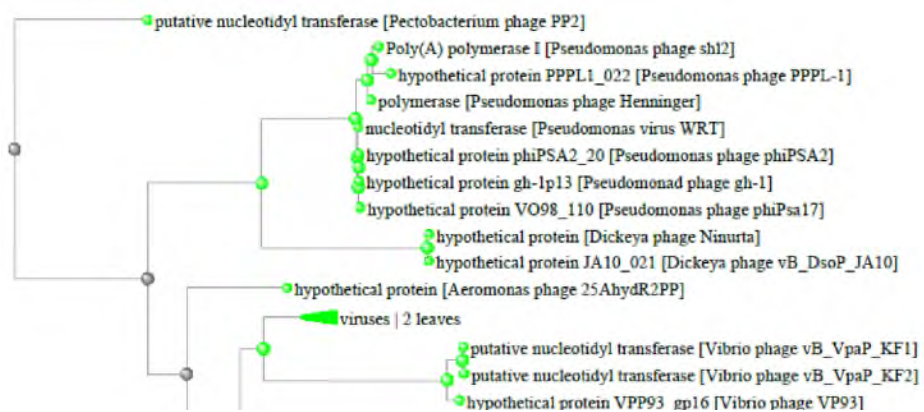 putative nucleotidyl transferase [Pectobacterium phage PP2]
Poly(A) polymerase I [Pseudomonas phage shl2]
hypothetical protein PPPL1_022 [Pseudomonas phage PPPL-1]
polymerase [Pseudomonas phage Henninger]
nucleotidyl transferase [Pseudomonas virus WRT]
hypothetical protein phiPSA2_20 [Pseudomonas phage phiPSA2]
hypothetical protein gh-1p13 [Pseudomonad phage gh-1]
hypothetical protein VO98_110 [Pseudomonas phage phiPsa17]
hypothetical protein [Dickeya phage Ninurta]
hypothetical protein JA10_021 [Dickeya phage vB_DsoP_JA10]
hypothetical protein [Aeromonas phage 25AhydR2PP]
viruses | 2 leaves
putative nucleotidyl transferase [Vibrio phage vB_VpaP_KF1]
putative nucleotidyl transferase [Vibrio phage vB_VpaP_KF2]
hypothetical protein VPP93_gp16 [Vibrio phage VP93]